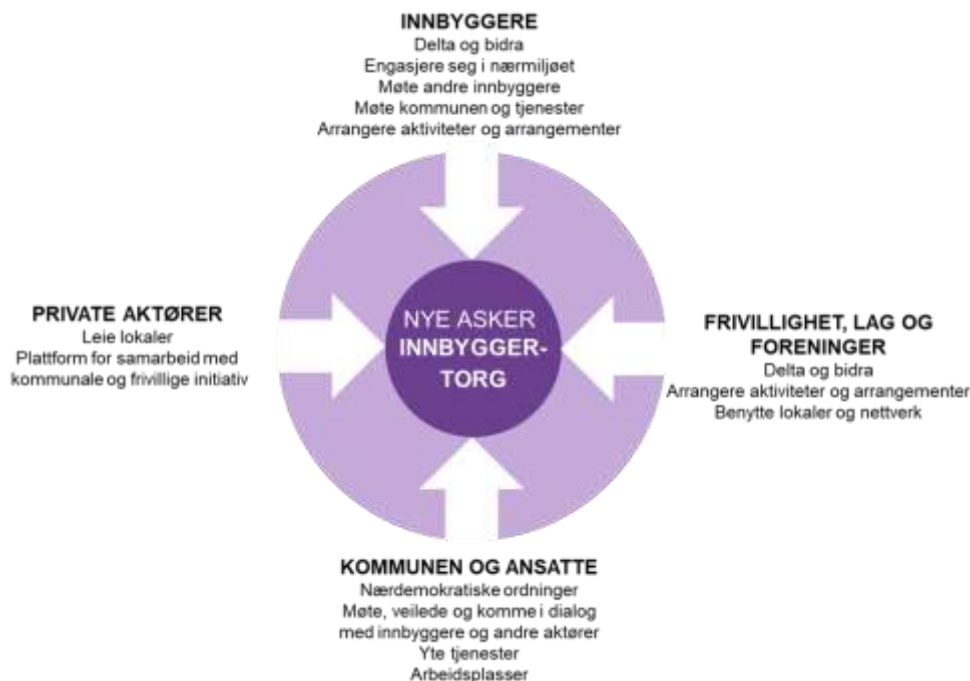 INNBYGGERE
Delta og bidra
Engasjere seg i nærmiljøet
Møte andre innbyggere
Møte kommunen og tjenester
Arrangere aktiviteter og arrangementer
PRIVATE AKTØRER
Leie lokaler
Plattform for samarbeid med
kommunale og frivillige initiativ
NYE ASKER
INNBYGGER-
TORG
FRIVILLIGHET, LAG OG
FORENINGER
Delta og bidra
Arrangere aktiviteter og arrangementer
Benytte lokaler og nettverk
KOMMUNEN OG ANSATTE
Nærdemokratiske ordninger
Møte, veilede og komme i dialog
med innbyggere og andre aktører
Yte tjenester
Arbeidsplasser